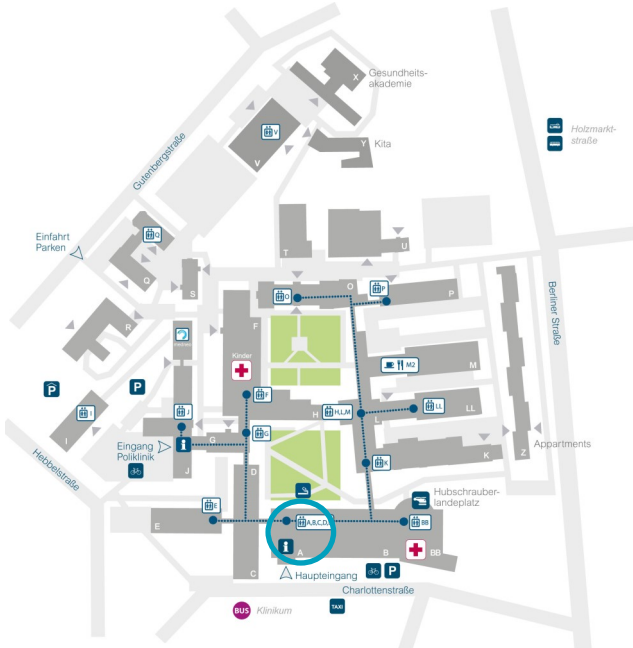 X
Gesundheits-
akademie
V
V
Y
Kita
Gutenbergstraße
Holzmarkt-
straße
Einfahrt
Parken
Q
Q
T
U
S
O
O
P
P
R
F
Kinder
Berliner Straße
M2
M
P
P
I
I
J
F
H
H,L,M
L
LL
LL
Eingang
Poliklinik
G
G
K
K
Z
Appartments
Hebbelstraße
J
D
Hubschrauber-
landeplatz
E
E
A,B,C,D,
BB
A
B
BB
C
Haupteingang
P
Charlottenstraße
BUS
Klinikum
TAXI